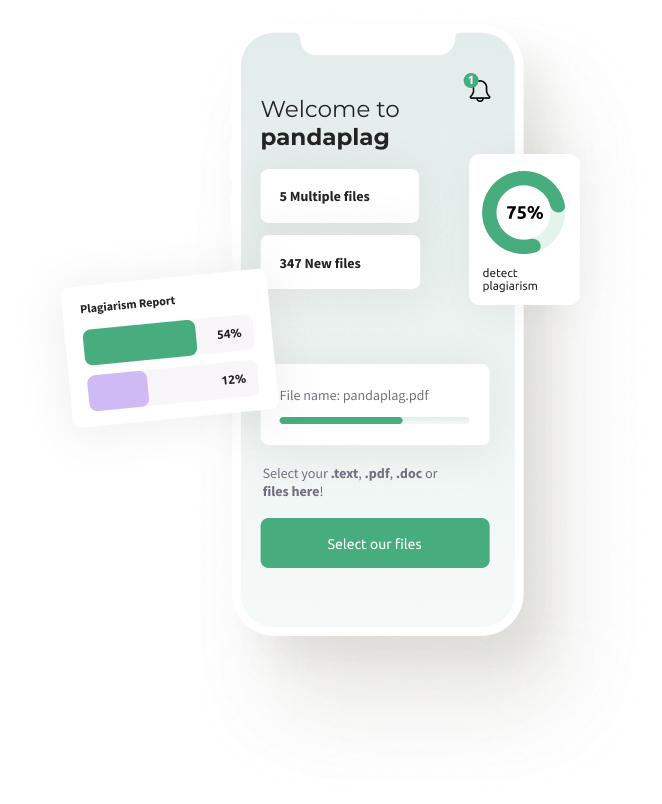 1
Welcome to
pandaplag
5 Multiple files
75%
347 New files
detect
plagiarism
Plagiarism Report
54%
12%
File name: pandaplag.pdf
Select your .text, .pdf, .doc or
files here!
Select our files